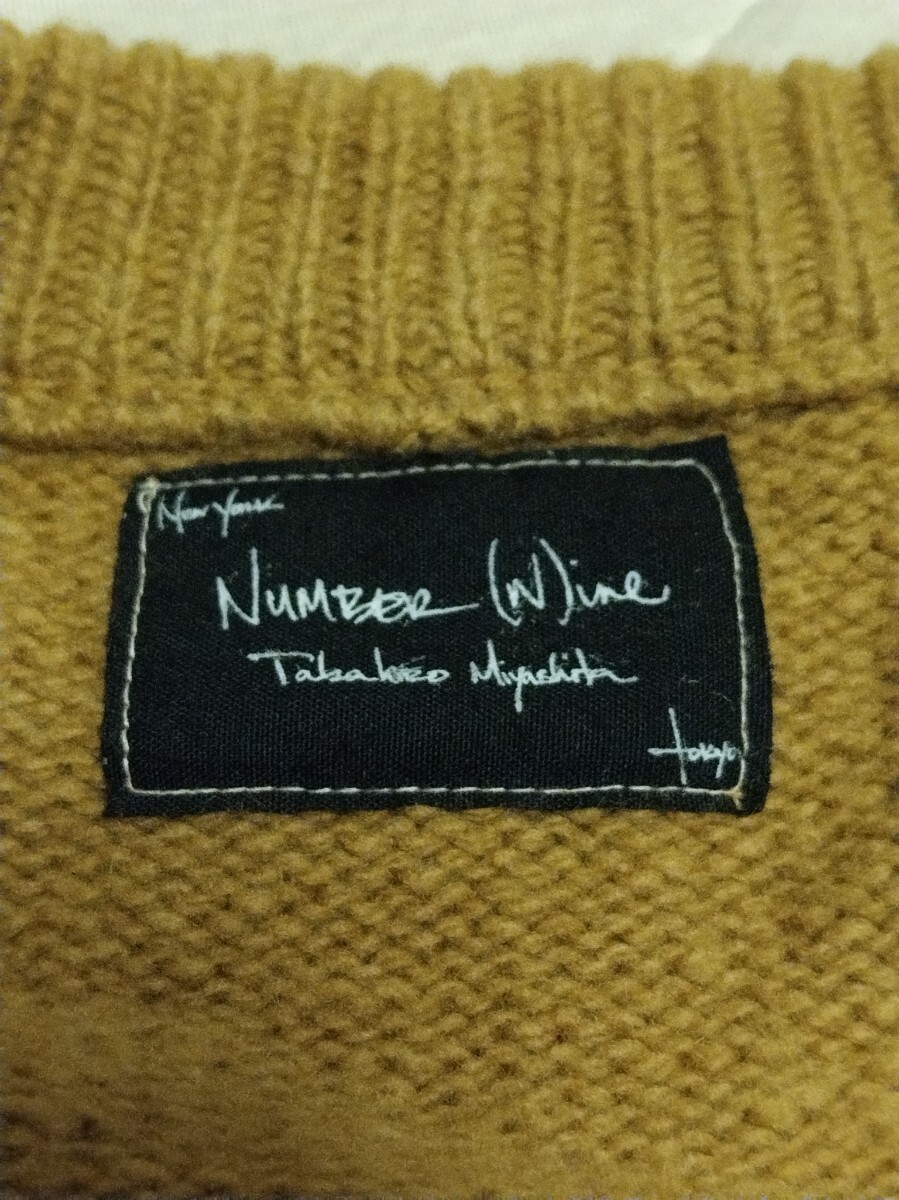 New York
NUMBER (N)ine
Takahiro Miyashita
tokyo